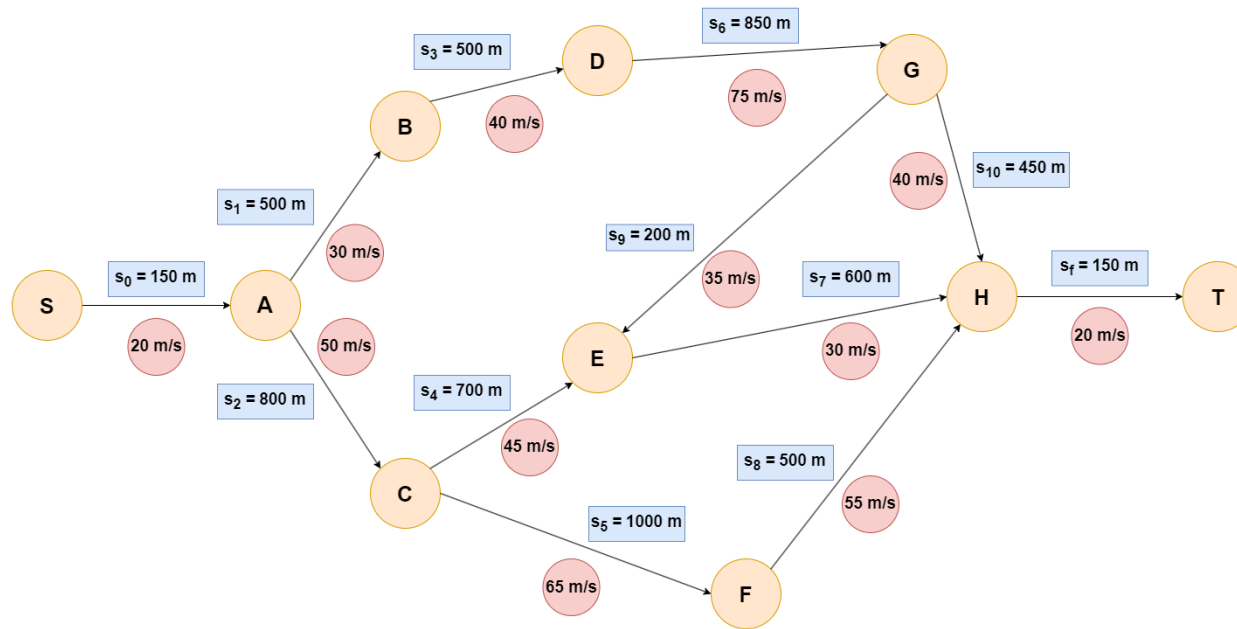 s6 = 850 m
s3 = 500 m
D
G
75 m/s
B
40 m/s
s10 = 450 m
40 m/s
s1 = 500 m
s9 = 200 m
30 m/s
s0 = 150 m
s7 = 600 m
sf = 150 m
35 m/s
S
A
H
T
20 m/s
50 m/s
30 m/s
20 m/s
E
s4 = 700 m
s2 = 800 m
45 m/s
s8 = 500 m
C
55 m/s
s5 = 1000 m
65 m/s
F